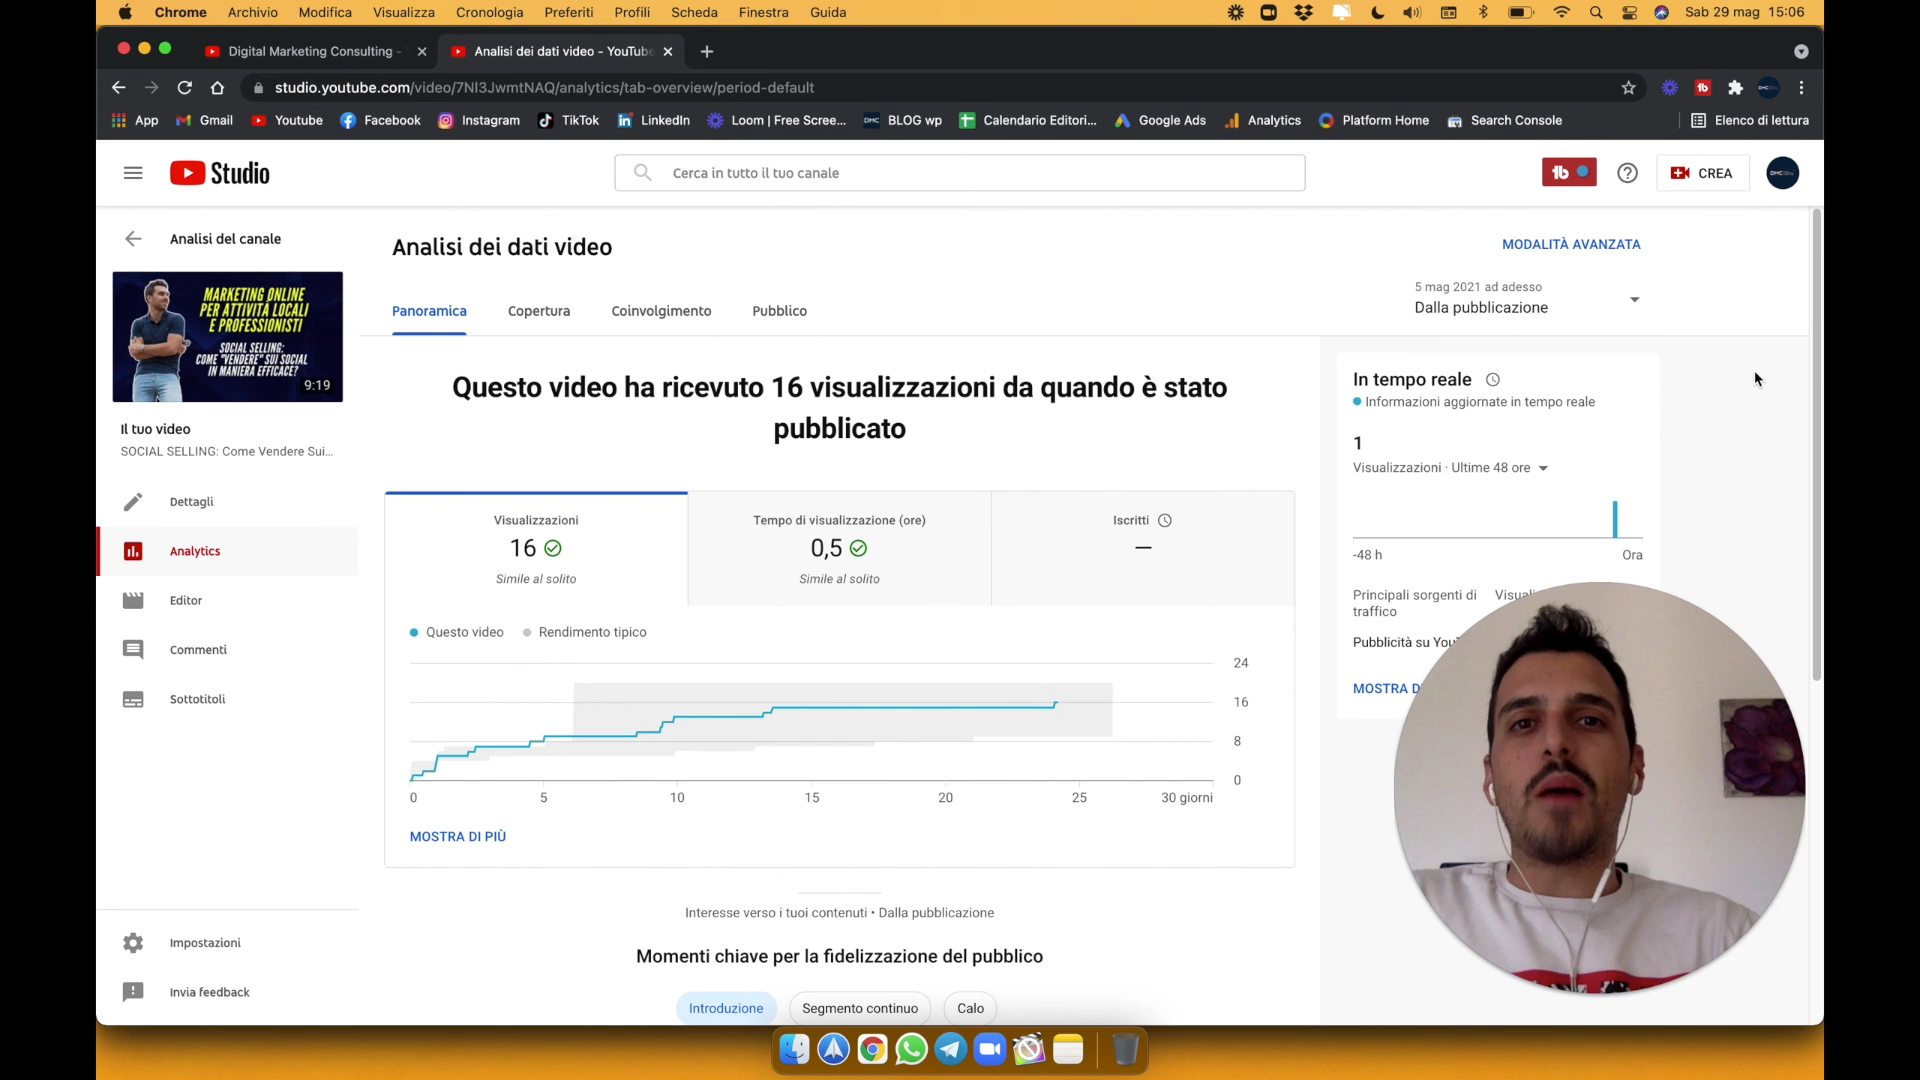 Chrome Archivio Modifica Visualizza Cronologia Preferiti Profili Scheda Finestra Guida Sab 29 mag 15:06
Digital Marketing Consulting - Analisi dei dati video - YouTube
studio.youtube.com/video/7NI3JwmtNAQ/analytics/tab-overview/period-default
App Gmail Youtube Facebook Instagram TikTok LinkedIn Loom | Free Scree... BLOG wp Calendario Editori... Google Ads Analytics Platform Home Search Console Elenco di lettura
Studio
Cerca in tutto il tuo canale
CREA
Analisi del canale
MARKETING ONLINE
PER ATTIVITÀ LOCALI
E PROFESSIONISTI
SOCIAL SELLING:
COME "VENDERE" SUI SOCIAL
IN MANIERA EFFICACE?
9:19
Il tuo video
SOCIAL SELLING: Come Vendere Sui...
Dettagli
Analytics
Editor
Commenti
Sottotitoli
Impostazioni
Invia feedback
Analisi dei dati video
MODALITÀ AVANZATA
Panoramica Copertura Coinvolgimento Pubblico
5 mag 2021 ad adesso
Dalla pubblicazione
Questo video ha ricevuto 16 visualizzazioni da quando è stato
pubblicato
Visualizzazioni
16
Simile al solito
Tempo di visualizzazione (ore)
0,5
Simile al solito
Iscritti
—
Questo video Rendimento tipico
24
16
8
0
0 5 10 15 20 25 30 giorni
MOSTRA DI PIÙ
Interesse verso i tuoi contenuti • Dalla pubblicazione
Momenti chiave per la fidelizzazione del pubblico
Introduzione Segmento continuo Calo
In tempo reale
Informazioni aggiornate in tempo reale
1
Visualizzazioni · Ultime 48 ore
-48 h Ora
Principali sorgenti di
traffico
Pubblicità su
MOSTRA